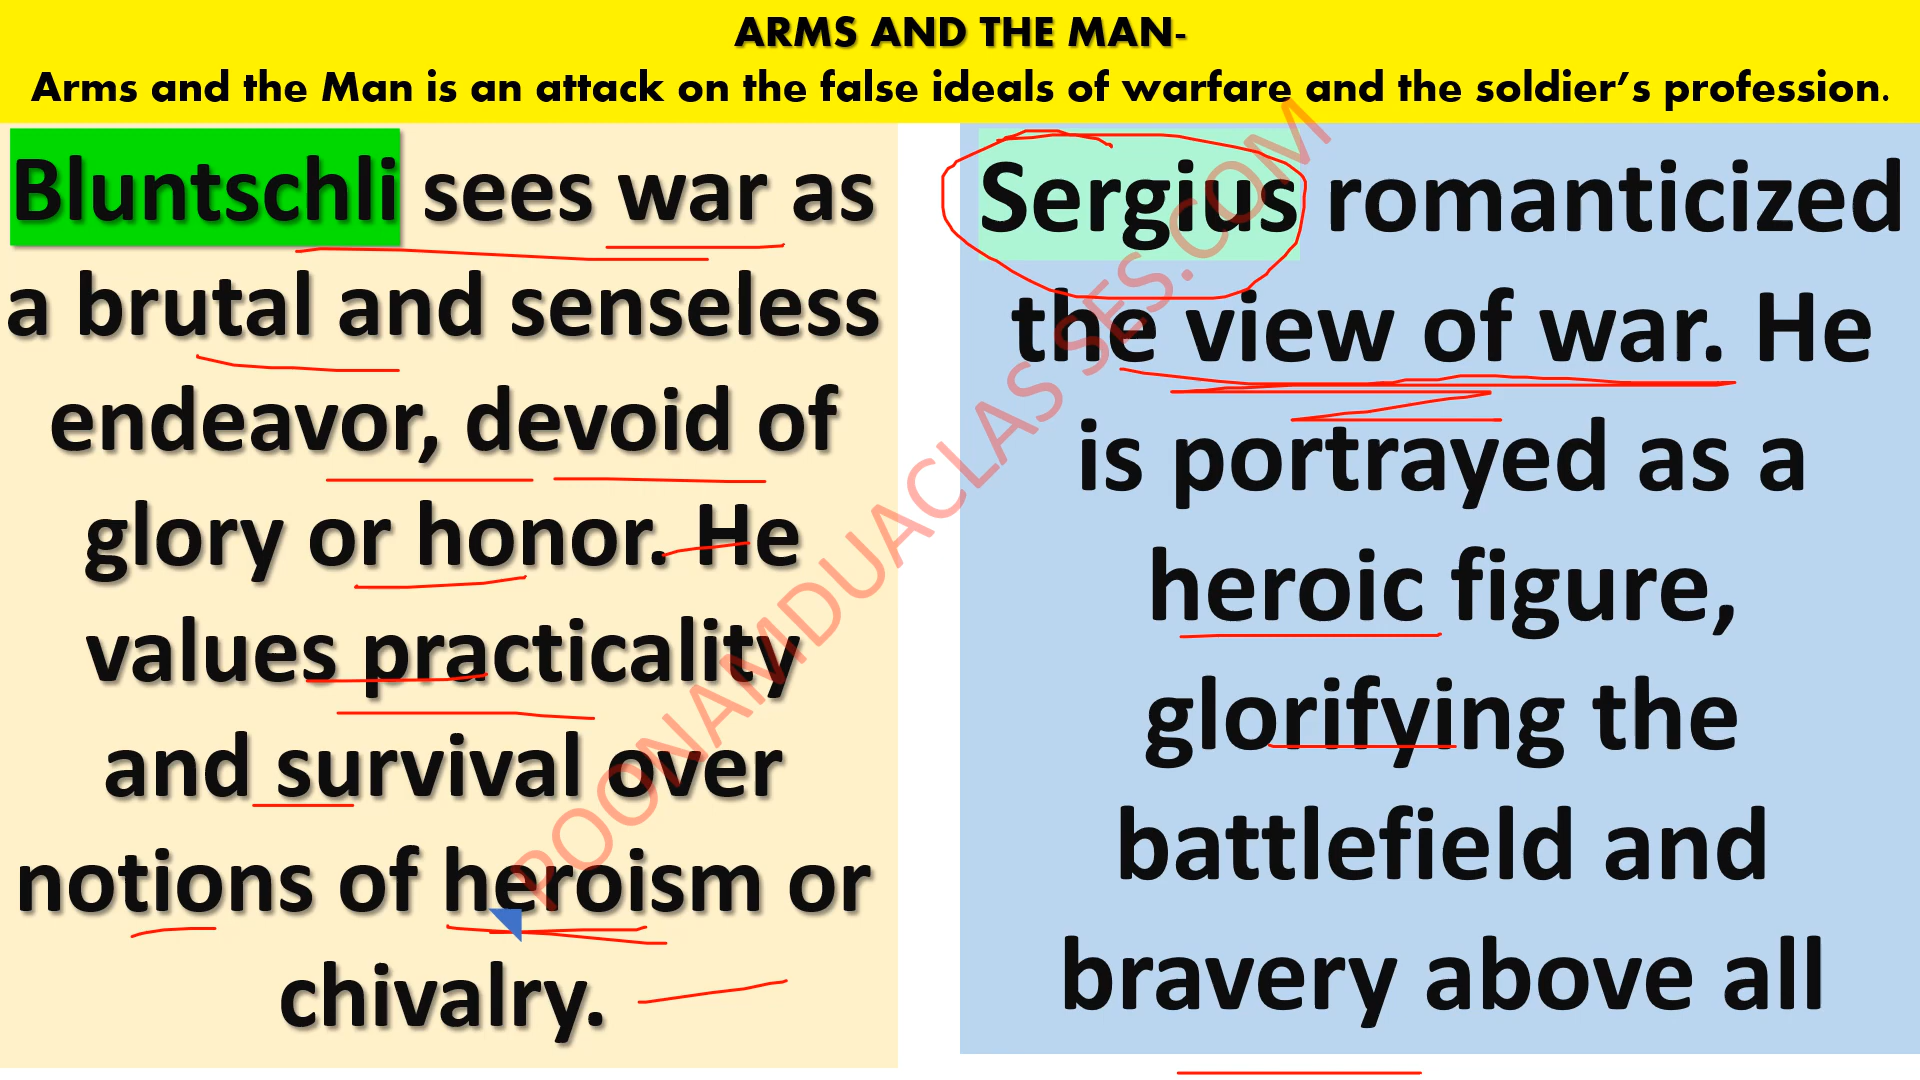 ARMS AND THE MAN-
Arms and the Man is an attack on the false ideals of warfare and the soldier's profession.
Bluntschli sees war as
a brutal and senseless
endeavor, devoid of
glory or honor. He
values practicality
and survival over
notions of heroism or
chivalry.
Sergius romanticized
the view of war. He
is portrayed as a
heroic figure,
glorifying the
battlefield and
bravery above all
POONAMDUACLAS SES.COM